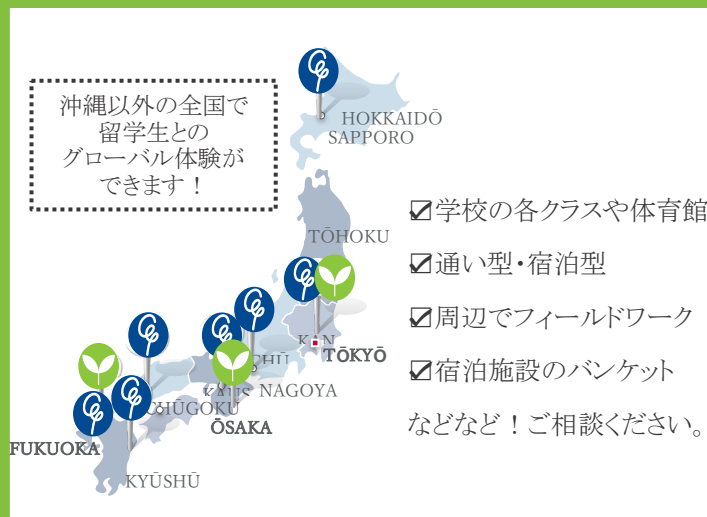 沖縄以外の全国で
留学生との
グローバル体験が
できます！
HOKKAIDŌ
SAPPORO
TŌHOKU
TŌKYŌ
NAGOYA
ŌSAKA
FUKUOKA
KYŪSHŪ
☑学校の各クラスや体育館
☑通い型・宿泊型
☑周辺でフィールドワーク
☑宿泊施設のバンケット
などなど！ご相談ください。